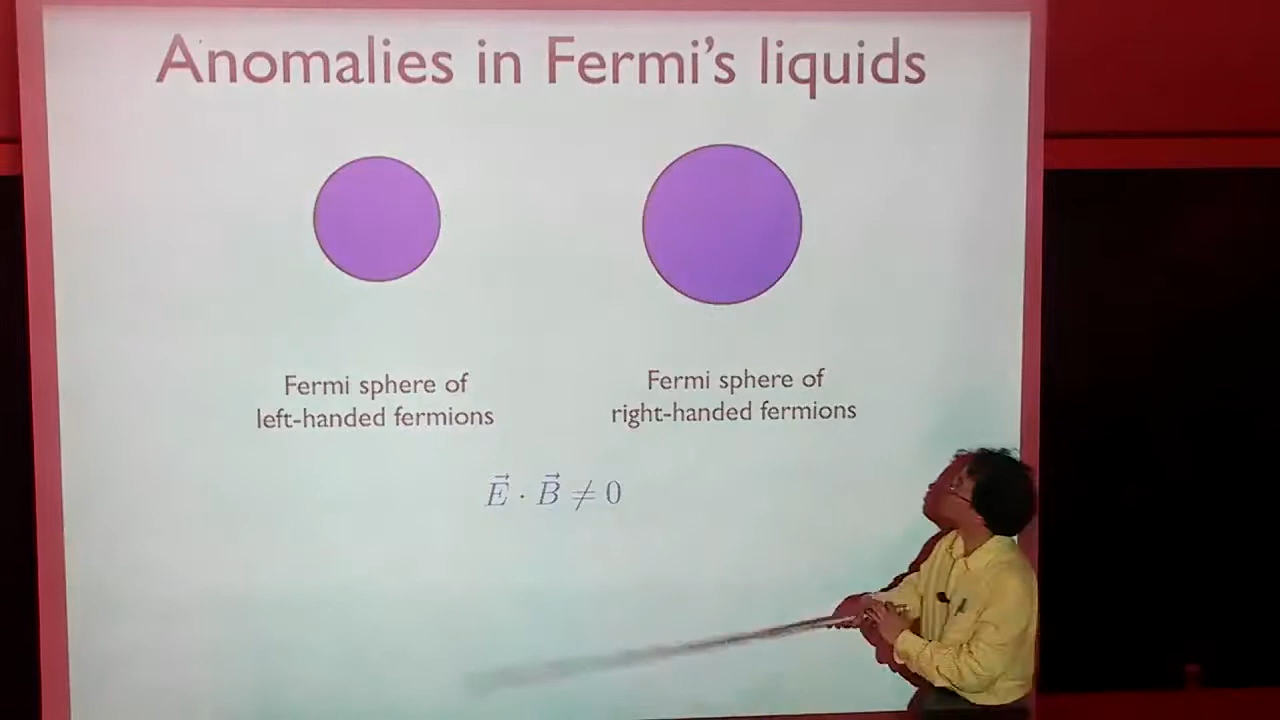 Anomalies in Fermi's liquids
Fermi sphere of
left-handed fermions
Fermi sphere of
right-handed fermions
$\vec{E} \cdot \vec{B} \neq 0$